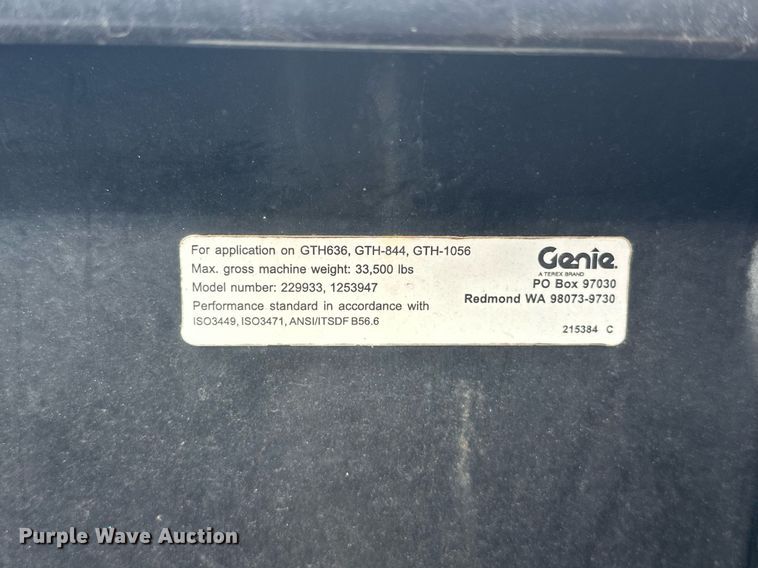 For application on GTH636, GTH-844, GTH-1056
Max. gross machine weight: 33,500 lbs
Model number: 229933, 1253947
Performance standard in accordance with
ISO3449, ISO3471, ANSI/ITSDF B56.6
Genie.
A TEREX BRAND
PO Box 97030
Redmond WA 98073-9730
215384 C
Purple Wave Auction